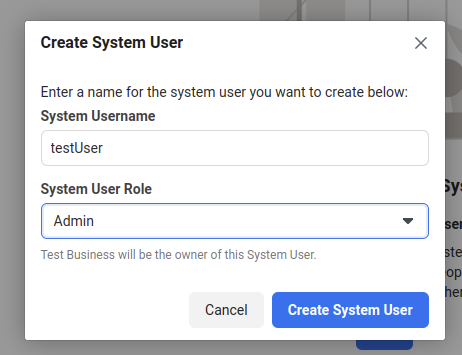 Create System User
Enter a name for the system user you want to create below:
System Username
testUser
System User Role
Admin
Test Business will be the owner of this System User.
Cancel
Create System User